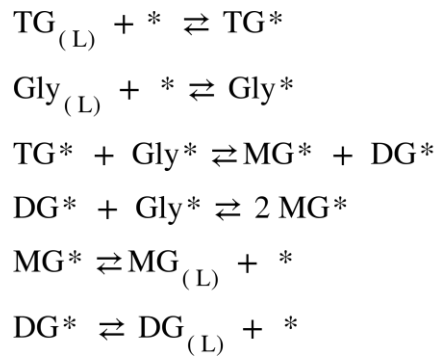 TG(L) + * ⇄ TG*
Gly(L) + * ⇄ Gly*
TG* + Gly* ⇄MG* + DG*
DG* + Gly* ⇄ 2 MG*
MG* ⇄MG(L) + *
DG* ⇄ DG(L) + *